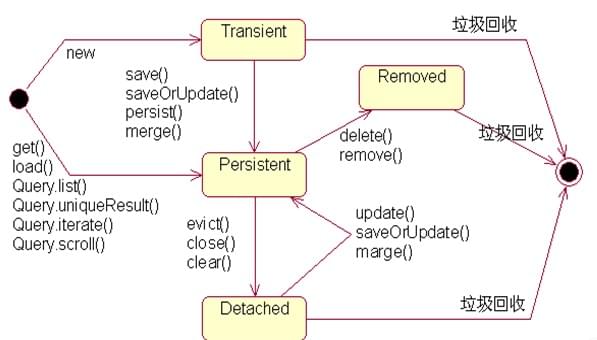 Transient
垃圾回收
new
save()
saveOrUpdate()
persist()
merge()
Removed
get()
load()
Query.list()
Query.uniqueResult()
Query.iterate()
Query.scroll()
Persistent
delete()
remove()
垃圾回收
evict()
close()
clear()
update()
saveOrUpdate()
marge()
Detached
垃圾回收